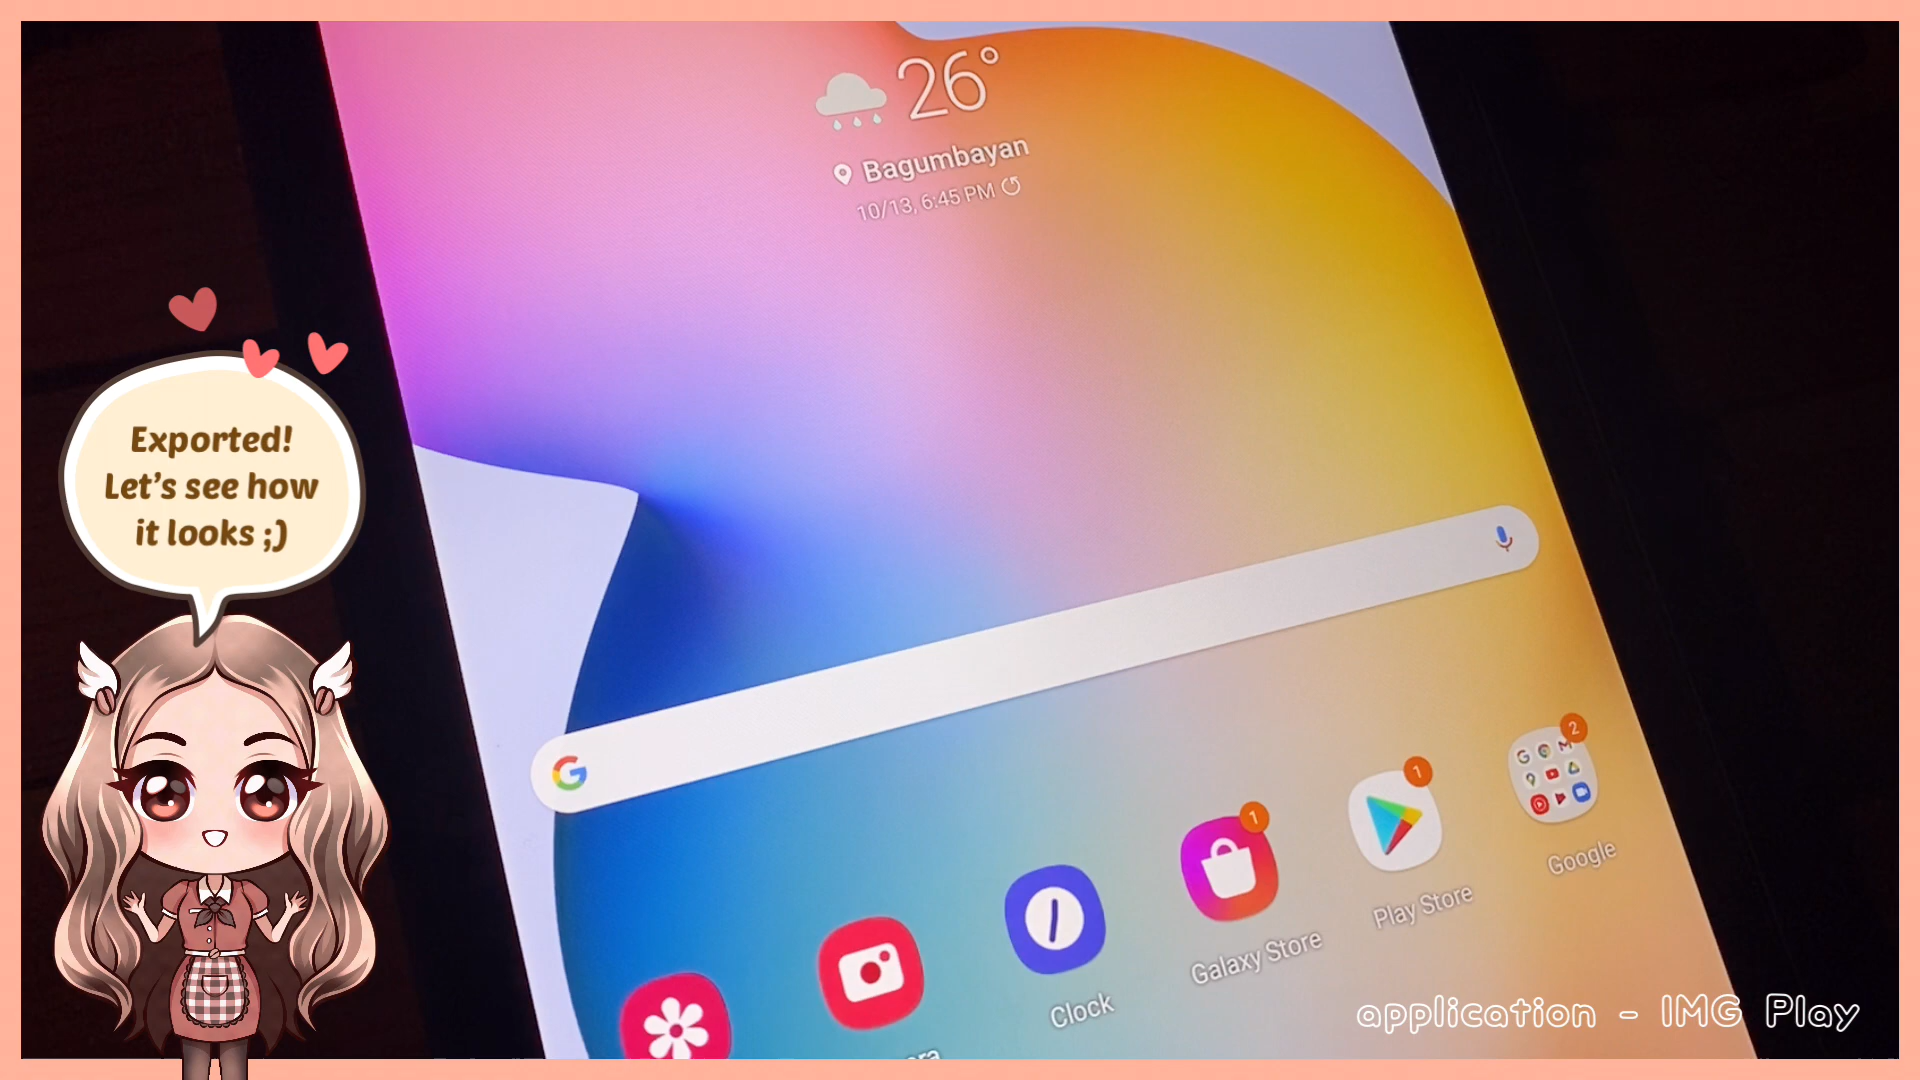 26°
Bagumbayan
10/13, 6:45 PM
Exported!
Let's see how
it looks ;)
G
2
1
1
Google
Play Store
Galaxy Store
Clock
era
application - IMG Play